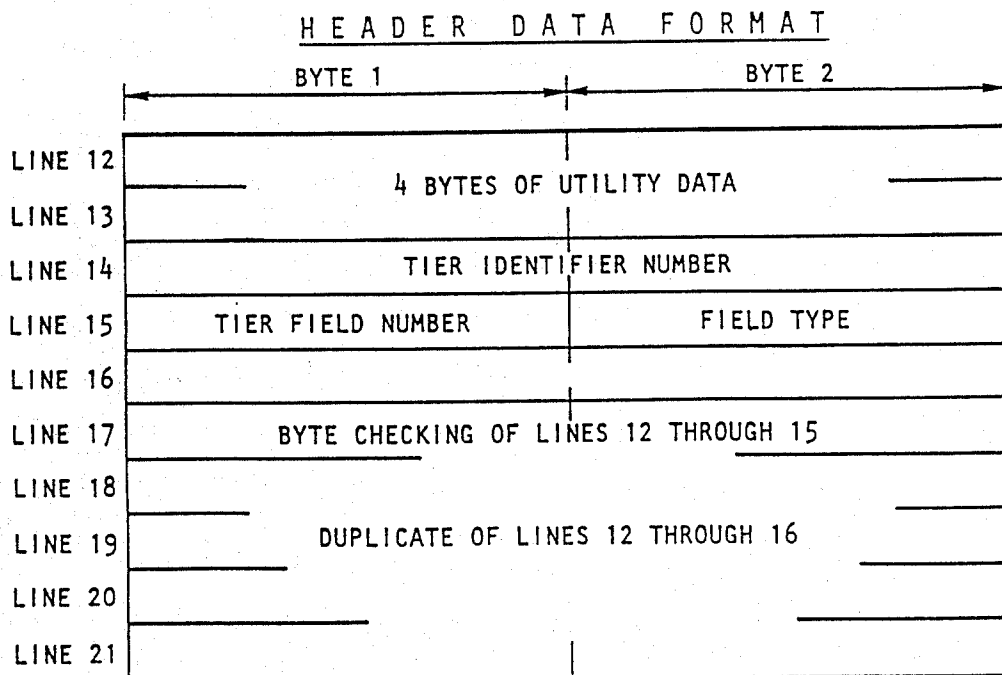 HEADER DATA FORMAT
BYTE 1 BYTE 2
LINE 12
4 BYTES OF UTILITY DATA
LINE 13
LINE 14 TIER IDENTIFIER NUMBER
LINE 15 TIER FIELD NUMBER FIELD TYPE
LINE 16
LINE 17 BYTE CHECKING OF LINES 12 THROUGH 15
LINE 18
LINE 19 DUPLICATE OF LINES 12 THROUGH 16
LINE 20
LINE 21